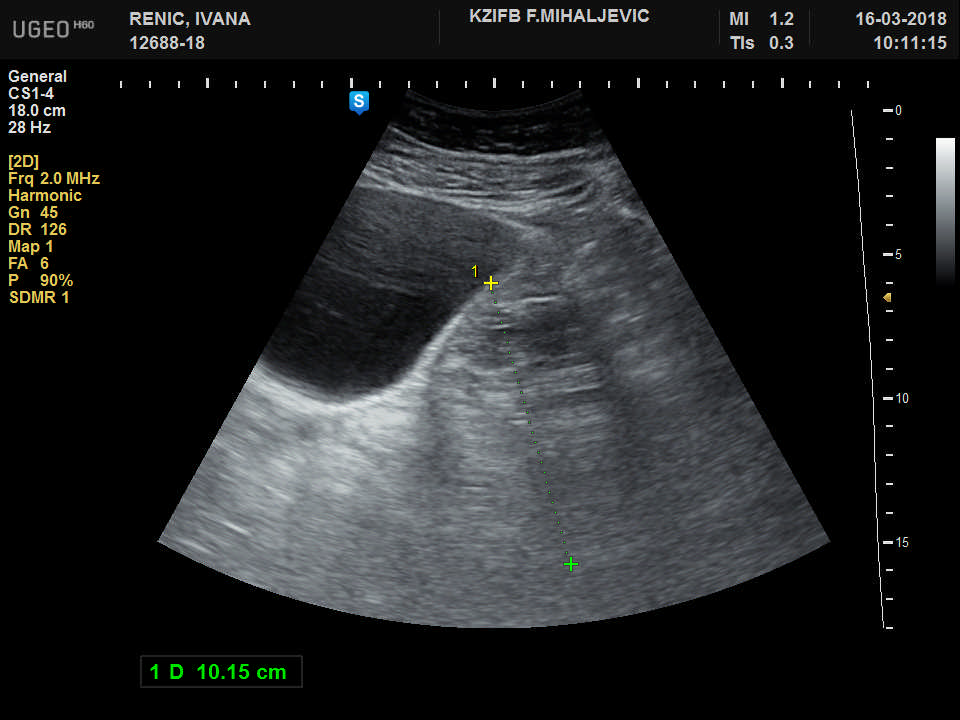 UGEO H60
RENIC, IVANA
12688-18
KZIFB F.MIHALJEVIC
MI 1.2
TIs 0.3
16-03-2018
10:11:15
General
CS1-4
18.0 cm
28 Hz
[2D]
Frq 2.0 MHz
Harmonic
Gn 45
DR 126
Map 1
FA 6
P 90%
SDMR 1
S
0
5
10
15
1
1 D 10.15 cm